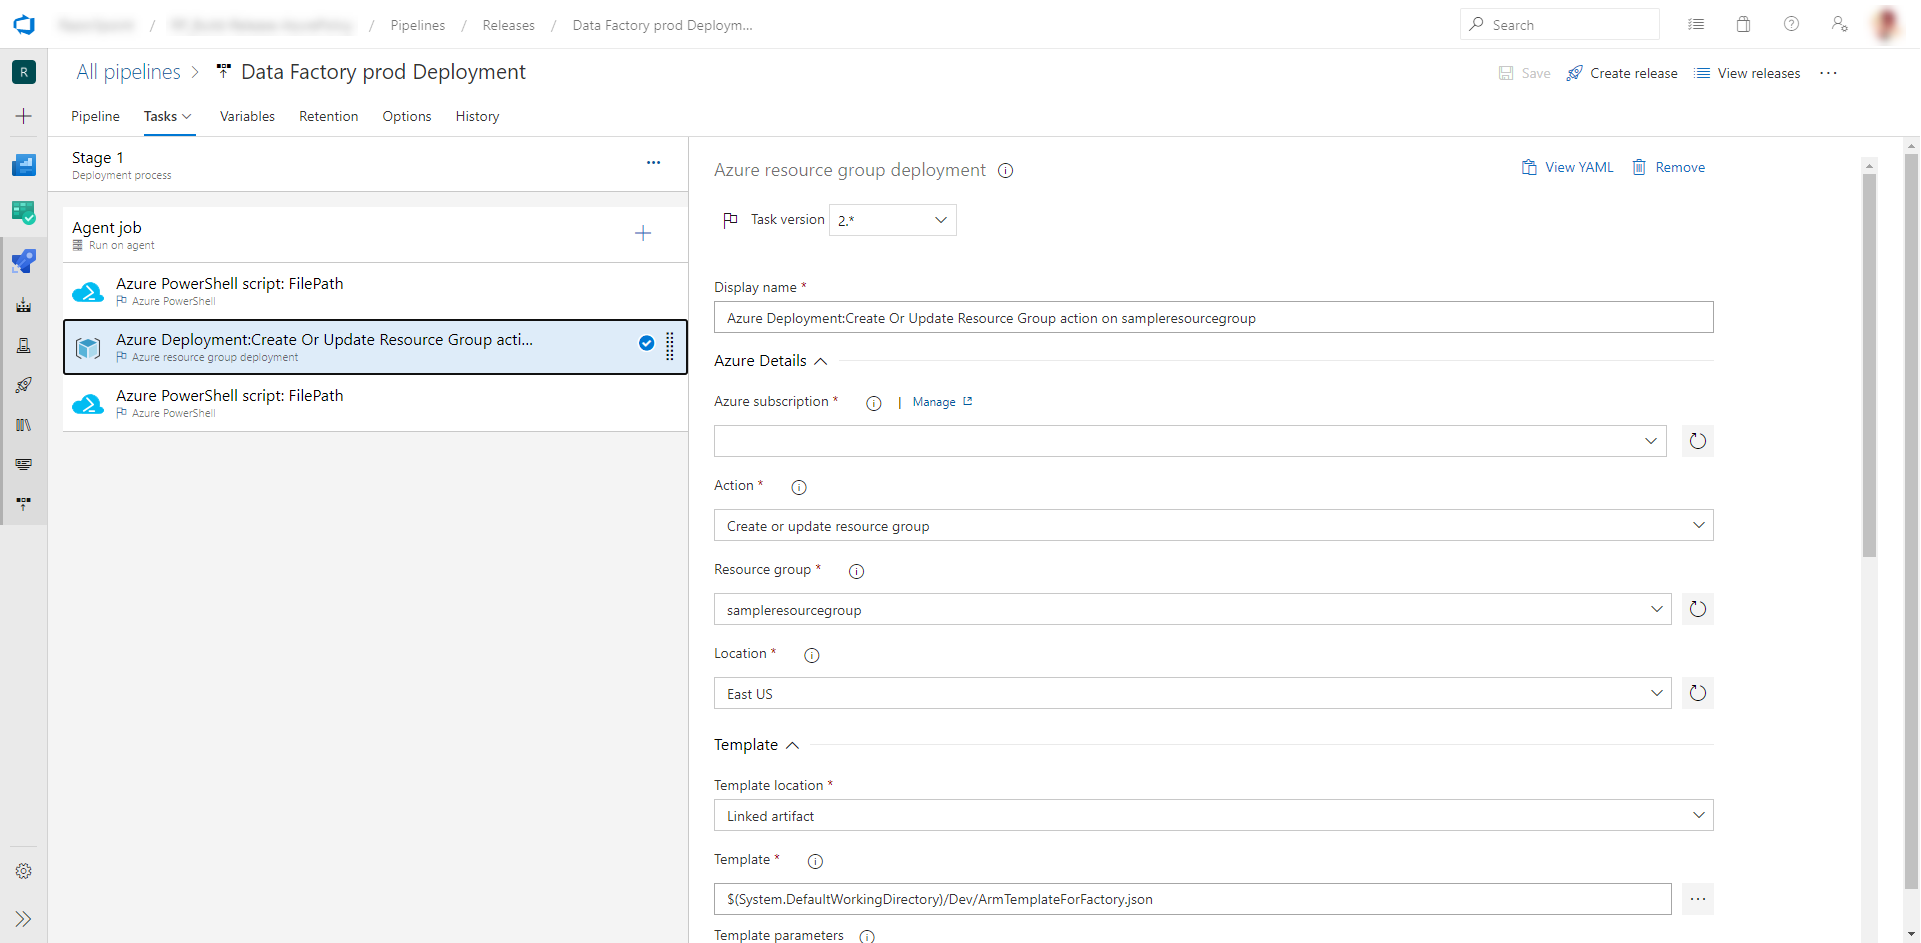 / / Pipelines / Releases / Data Factory prod Deploym...
Search
R
All pipelines > Data Factory prod Deployment
Save Create release View releases ...
Pipeline Tasks Variables Retention Options History
Stage 1
Deployment process
...
Agent job
Run on agent
Azure PowerShell script: FilePath
Azure PowerShell
Azure Deployment:Create Or Update Resource Group acti...
Azure resource group deployment
Azure PowerShell script: FilePath
Azure PowerShell
Azure resource group deployment
View YAML Remove
Task version 2.*
Display name *
Azure Deployment:Create Or Update Resource Group action on sampleresourcegroup
Azure Details
Azure subscription * | Manage
Action *
Create or update resource group
Resource group *
sampleresourcegroup
Location *
East US
Template
Template location *
Linked artifact
Template *
$(System.DefaultWorkingDirectory)/Dev/ArmTemplateForFactory.json
...
Template parameters